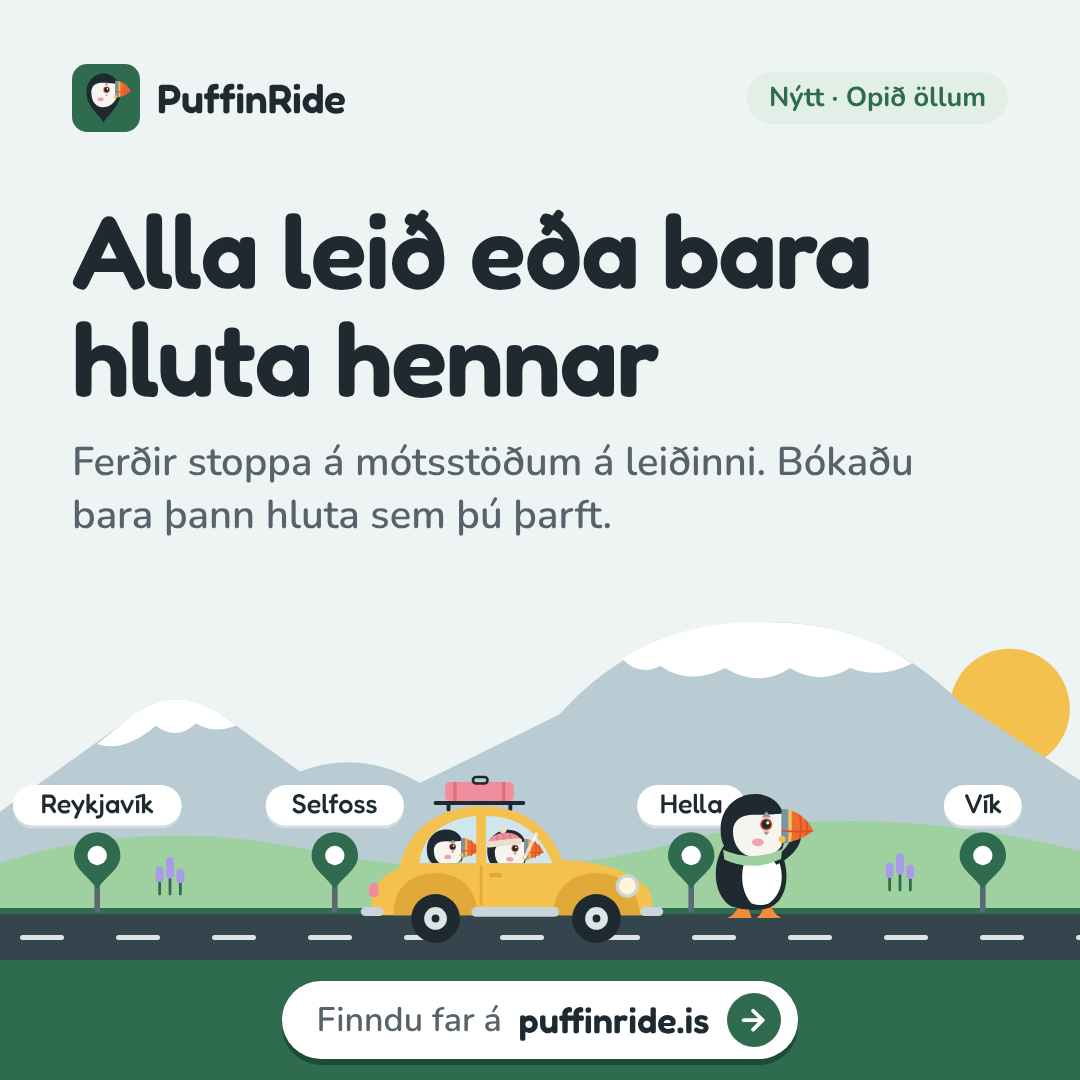 PuffinRide
Nýtt · Opið öllum
Alla leið eða bara
hluta hennar
Ferðir stoppa á mótsstöðum á leiðinni. Bókaðu
bara þann hluta sem þú þarft.
Reykjavík
Selfoss
Hella
Vík
Finndu far á puffinride.is